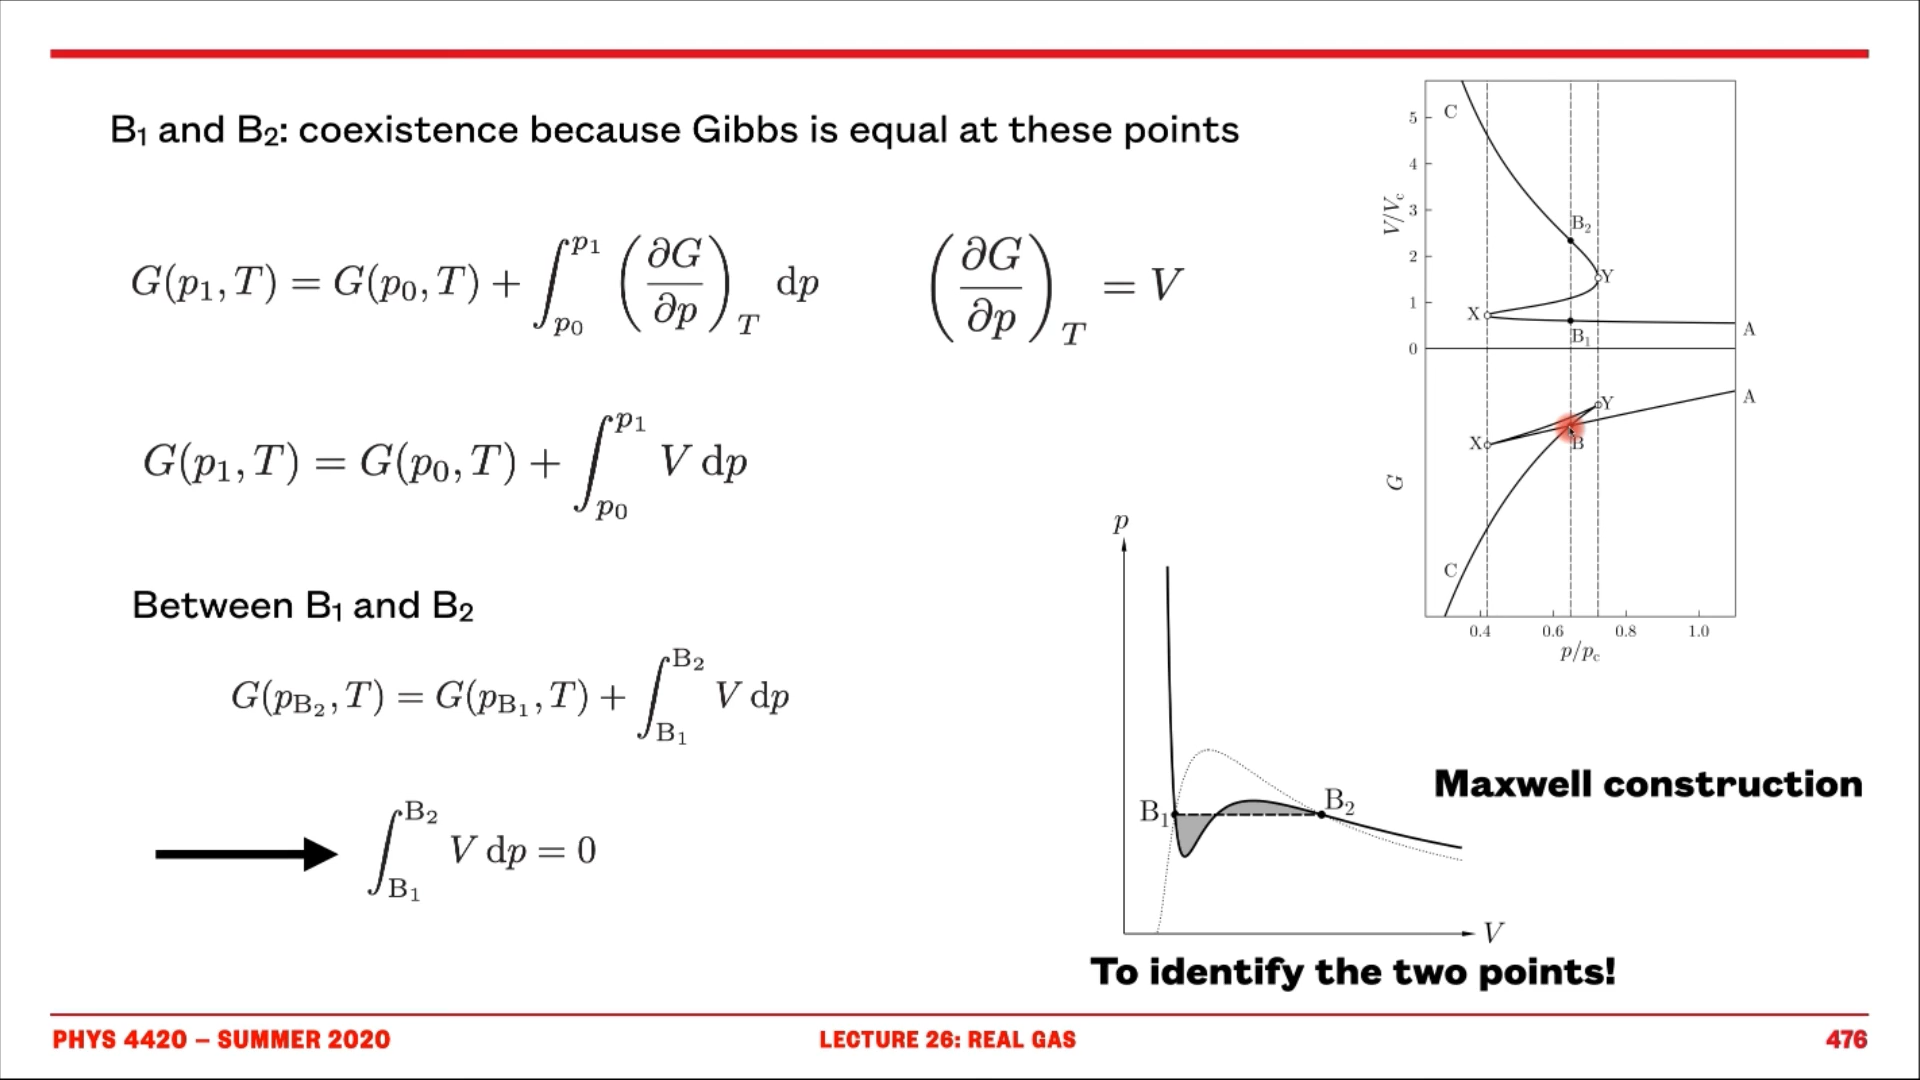 B₁ and B₂: coexistence because Gibbs is equal at these points
G(p₁, T) = G(p₀, T) + ∫_{p₀}^{p₁} (∂G/∂p)_T dp
(∂G/∂p)_T = V
G(p₁, T) = G(p₀, T) + ∫_{p₀}^{p₁} V dp
Between B₁ and B₂
G(p_{B₂}, T) = G(p_{B₁}, T) + ∫_{B₁}^{B₂} V dp
∫_{B₁}^{B₂} V dp = 0
V/V_c
5
4
3
2
1
0
C
B₂
Y
X
B₁
A
G
A
Y
X
B
C
0.4 0.6 0.8 1.0
p/p_c
p
B₁
B₂
V
Maxwell construction
To identify the two points!
PHYS 4420 – SUMMER 2020
LECTURE 26: REAL GAS
476